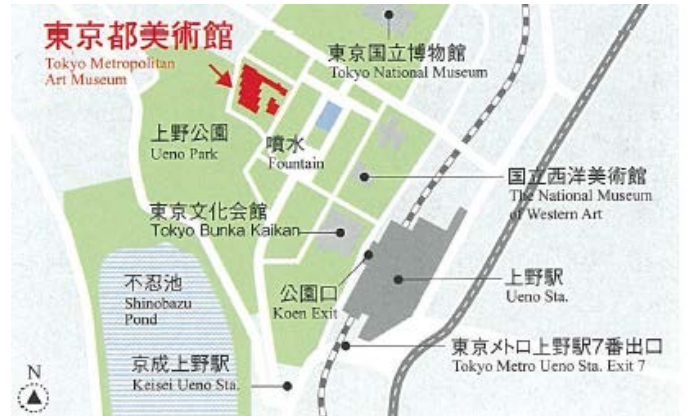 東京都美術館
Tokyo Metropolitan
Art Museum
東京国立博物館
Tokyo National Museum
上野公園
Ueno Park
噴水
Fountain
国立西洋美術館
The National Museum
of Western Art
東京文化会館
Tokyo Bunka Kaikan
不忍池
Shinobazu
Pond
公園口
Koen Exit
上野駅
Ueno Sta.
東京メトロ上野駅7番出口
Tokyo Metro Ueno Sta. Exit 7
京成上野駅
Keisei Ueno Sta.
N